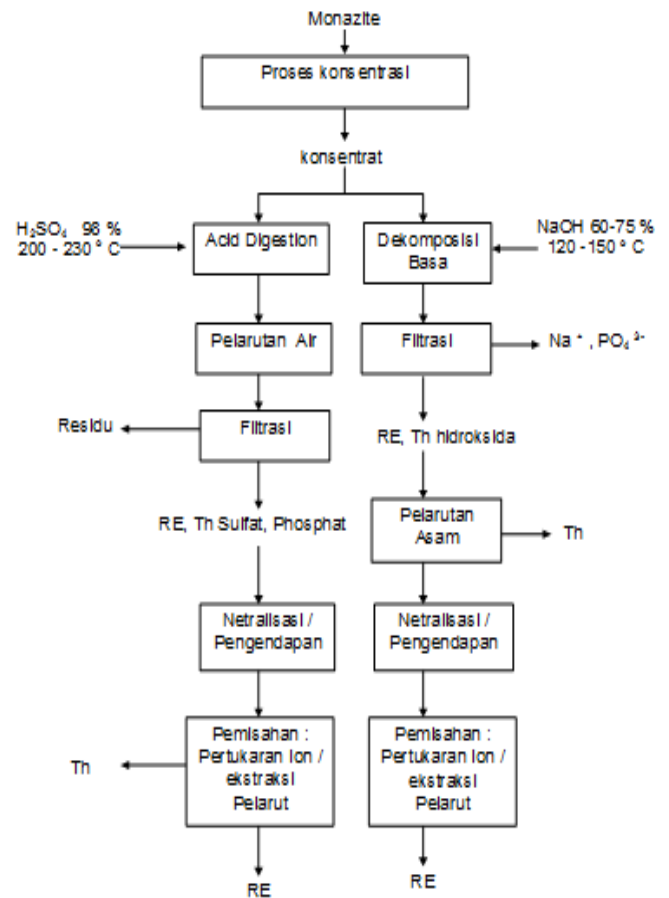 Monazite
Proses konsentrasi
konsentrat
H₂SO₄ 98 %
200 - 230 ° C
Acid Digestion
Dekomposisi
Basa
NaOH 60-75 %
120 - 150 ° C
Pelarutan Air
Filtrasi
Na ⁺ , PO₄ ³⁻
Residu
Filtrasi
RE, Th hidroksida
RE, Th Sulfat, Phosphat
Pelarutan
Asam
Th
Netralisasi /
Pengendapan
Netralisasi /
Pengendapan
Th
Pemisahan :
Pertukaran Ion /
ekstraksi
Pelarut
Pemisahan :
Pertukaran Ion /
ekstraksi
Pelarut
RE
RE